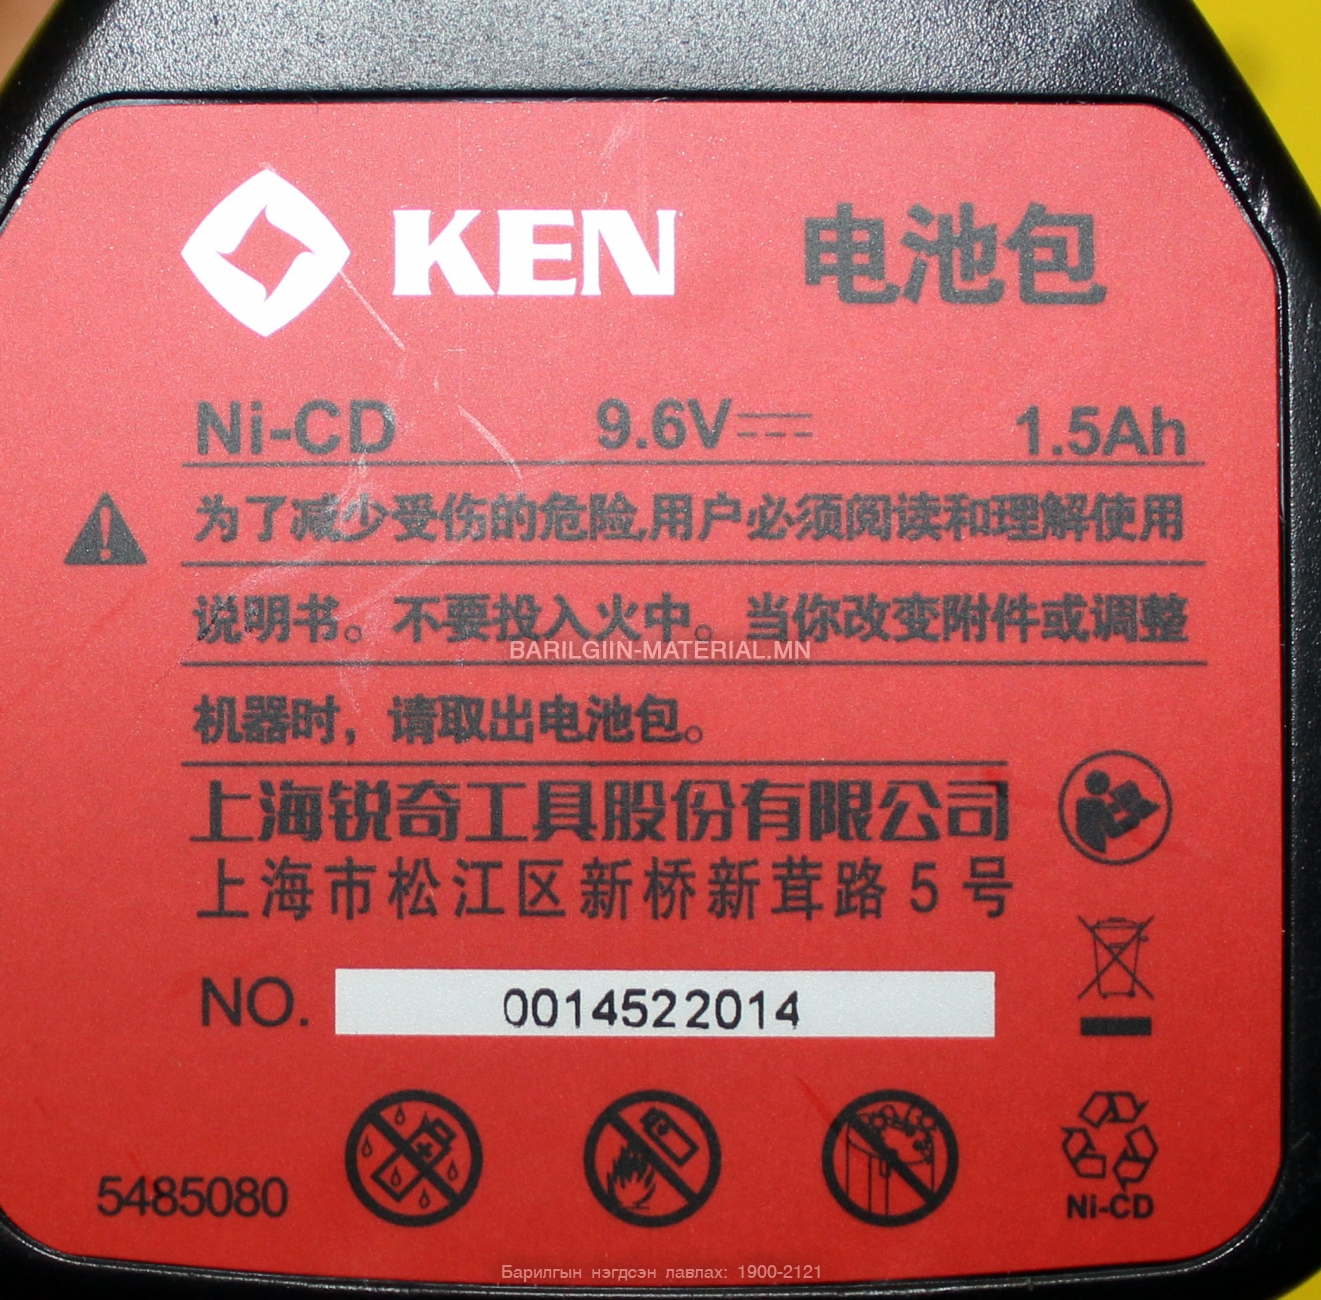 KEN 电池包
Ni-CD 9.6V 1.5Ah
为了减少受伤的危险,用户必须阅读和理解使用
说明书。不要投入火中。当你改变附件或调整
BARILGIIN-MATERIAL.MN
机器时，请取出电池包。
上海锐奇工具股份有限公司
上海市松江区新桥新茸路5号
NO. 0014522014
5485080
Ni-CD
Барилгын нэгдсэн лавлах: 1900-2121